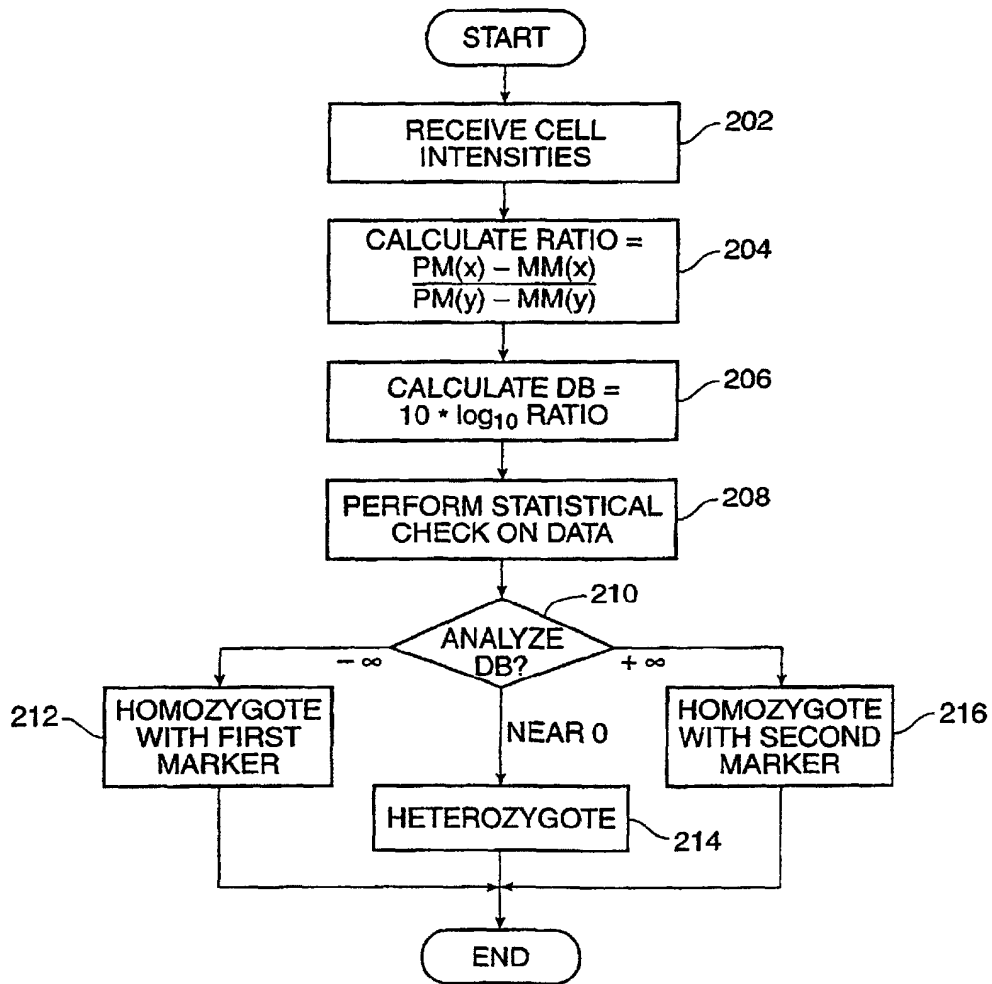 START
RECEIVE CELL
INTENSITIES
202
CALCULATE RATIO =
PM(x) – MM(x)
PM(y) – MM(y)
204
CALCULATE DB =
10 * log₁₀ RATIO
206
PERFORM STATISTICAL
CHECK ON DATA
208
210
ANALYZE
DB?
– ∞
+ ∞
212
HOMOZYGOTE
WITH FIRST
MARKER
NEAR 0
HOMOZYGOTE
WITH SECOND
MARKER
216
HETEROZYGOTE
214
END